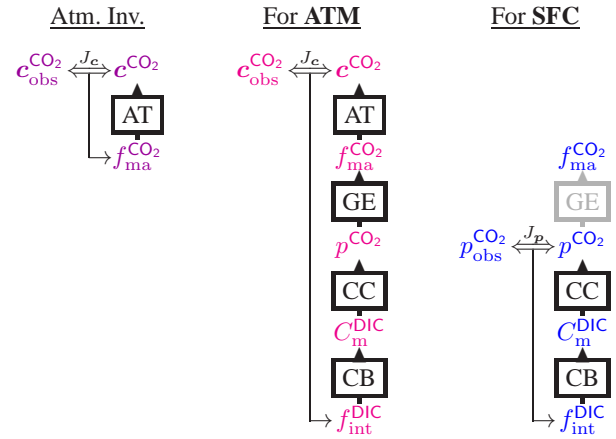 Atm. Inv. For ATM For SFC
c_obs^CO₂ J_c c^CO₂ c_obs^CO₂ J_c c^CO₂
AT AT
f_ma^CO₂ f_ma^CO₂ f_ma^CO₂
GE GE
p^CO₂ p_obs^CO₂ J_p p^CO₂
CC CC
C_m^DIC C_m^DIC
CB CB
f_int^DIC f_int^DIC